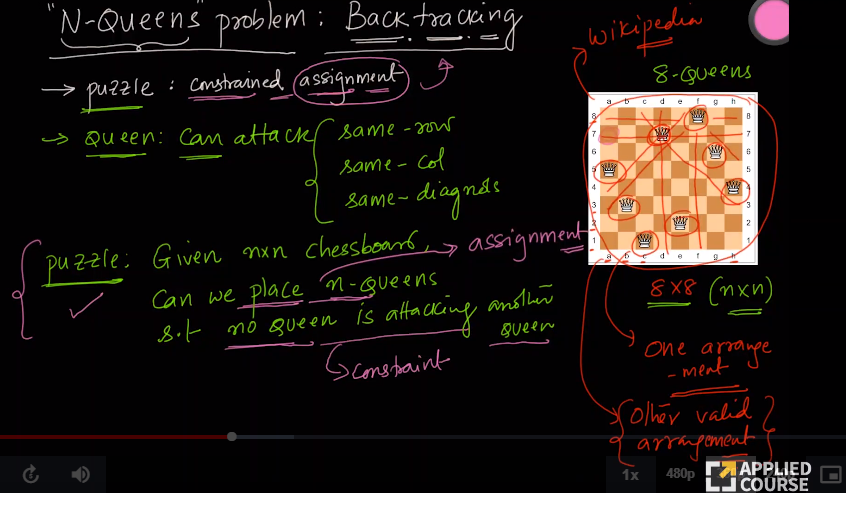 "N-Queens" problem : Backtracking
→ puzzle : constrained assignment
→ Queen: Can attack { same-row
same-col
same-diagnols
puzzle: Given nxn chessboard, → assignment
Can we place n-Queens
s.t no queen is attacking another
queen
↳ constraint
wikipedia
8-Queens
a b c d e f g h
8 8
7 7
6 6
5 5
4 4
3 3
2 2
1 1
a b c d e f g h
8x8 (nxn)
One arrange
-ment
{ Other valid }
{ arrangement }
1x 480p
APPLIED
COURSE